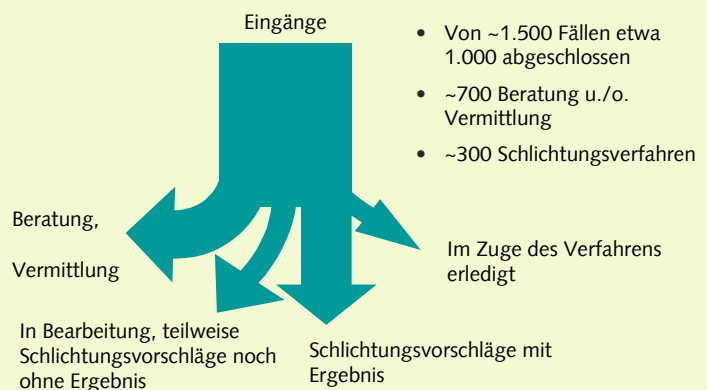 Eingänge
• Von ~1.500 Fällen etwa
1.000 abgeschlossen
• ~700 Beratung u./o.
Vermittlung
• ~300 Schlichtungsverfahren
Beratung,
Vermittlung
Im Zuge des Verfahrens
erledigt
In Bearbeitung, teilweise
Schlichtungsvorschläge noch
ohne Ergebnis
Schlichtungsvorschläge mit
Ergebnis